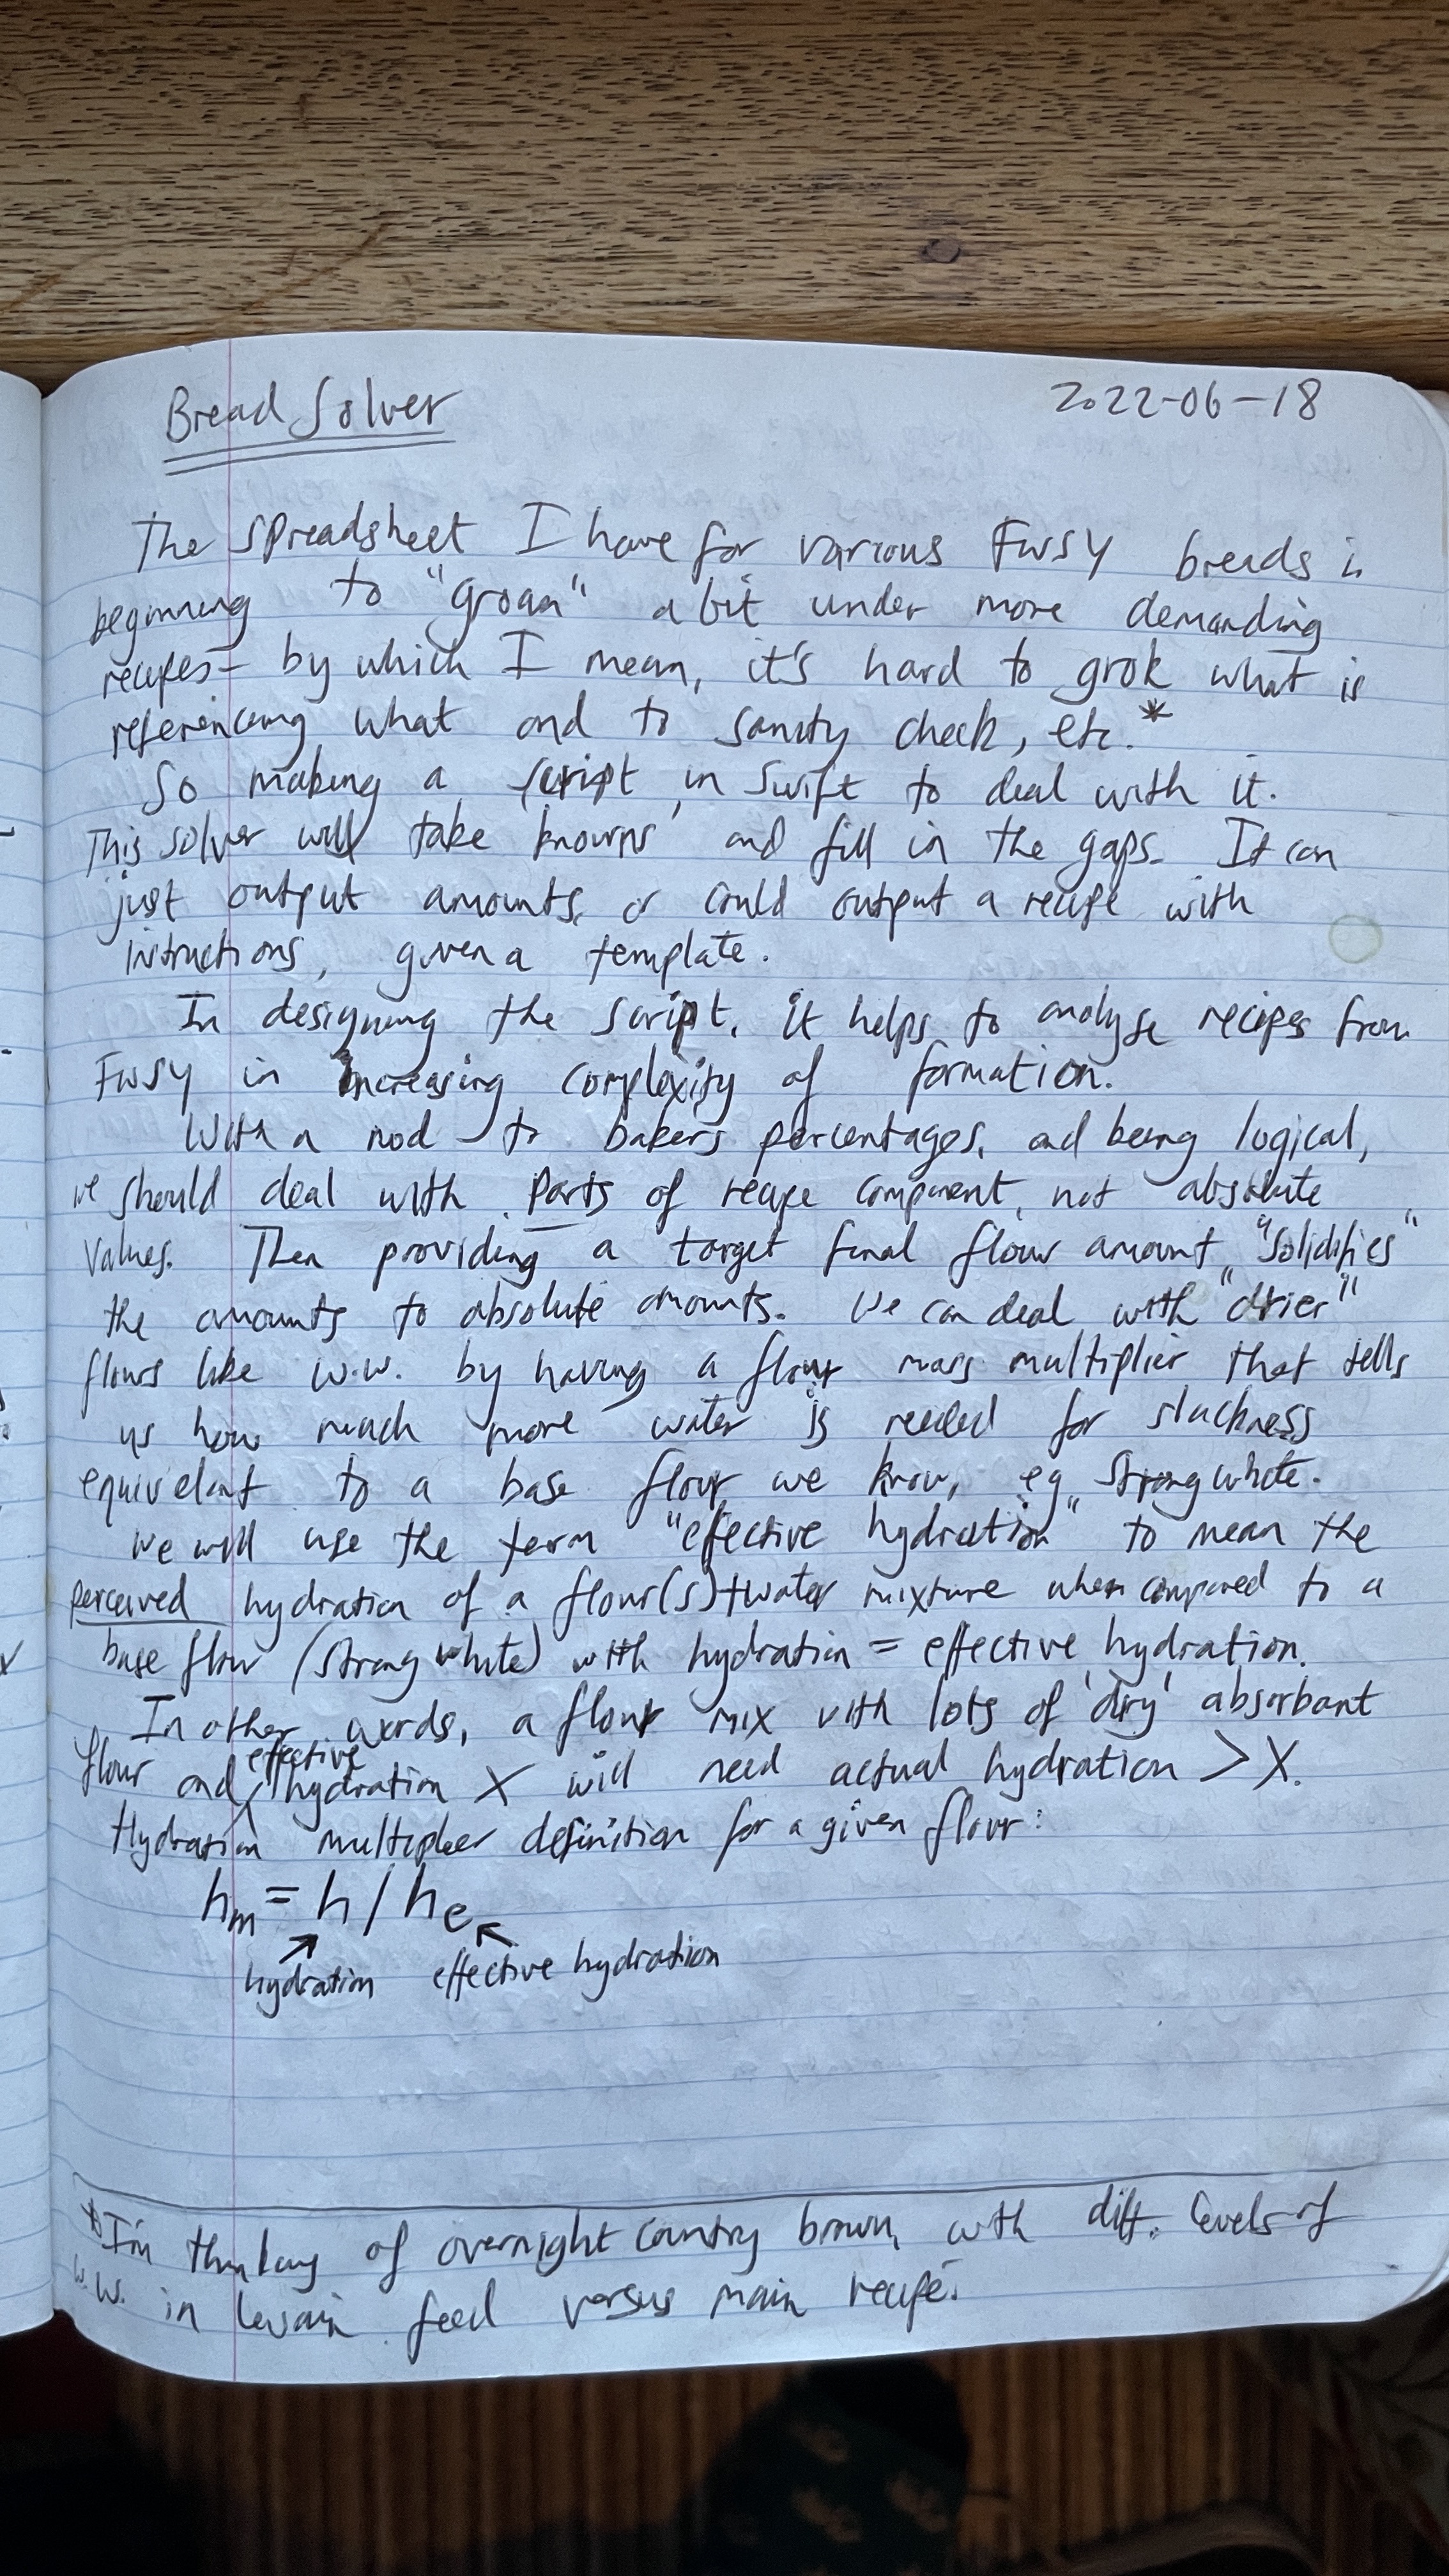 Bread Solver
2022-06-18
The spreadsheet I have for various FWSY breads is
beginning to "groan" a bit under more demanding
recipes - by which I mean, it's hard to grok what is
referencing what and to sanity check, etc.*
So making a script in Swift to deal with it.
This solver will take 'knowns' and fill in the gaps. It can
just output amounts, or could output a recipe with
instructions, given a template.
In designing the script, it helps to analyse recipes from
FWSY in increasing complexity of formation.
With a nod to bakers percentages, and being logical,
we should deal with parts of recipe component, not absolute
values. Then providing a target final flour amount "solidifies"
the amounts to absolute amounts. We can deal with "drier"
flours like W.W. by having a flour mass multiplier that tells
us how much more water is needed for slackness
equivelant to a base flour we know, eg strong white.
We will use the term "effective hydration" to mean the
perceived hydration of a flour(s)+water mixture when compared to a
base flour (strong white) with hydration = effective hydration.
In other words, a flour mix with lots of 'dry' absorbant
flour and effective hydration X will need actual hydration > X.
Hydration multiplier definition for a given flour:
hm = h / he
hydration effective hydration
*I'm thinking of overnight country brown, with diff. levels of
W.W. in levain feed versus main recipe.